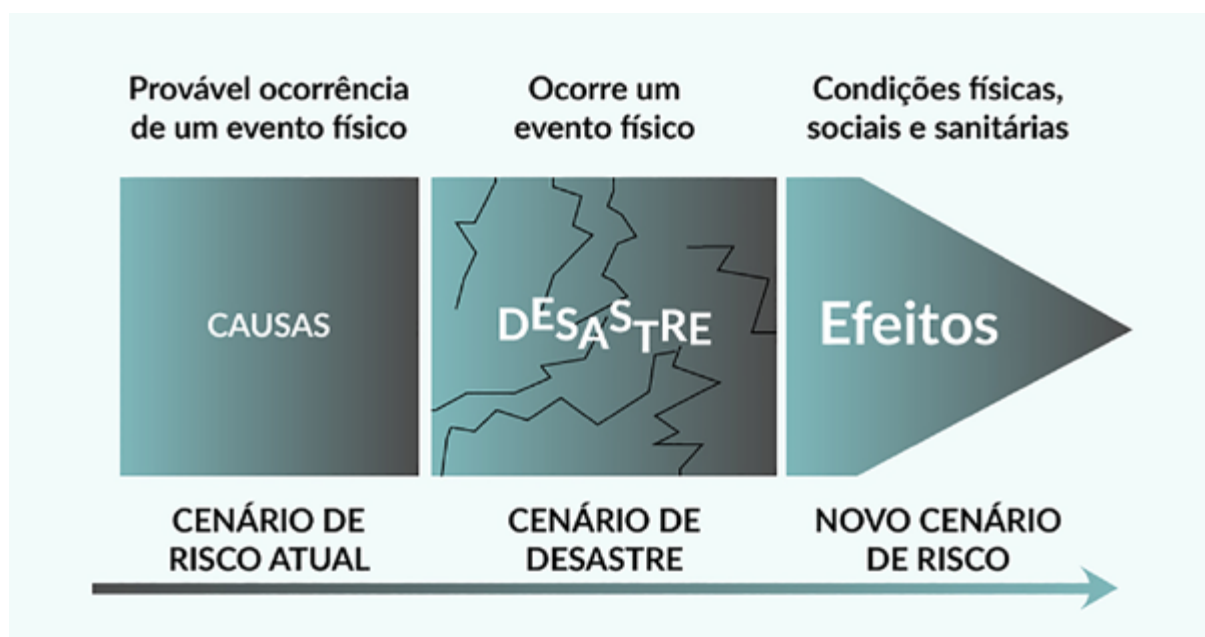 Provável ocorrência
de um evento físico
Ocorre um
evento físico
Condições físicas,
sociais e sanitárias
CAUSAS
DESASTRE
Efeitos
CENÁRIO DE
RISCO ATUAL
CENÁRIO DE
DESASTRE
NOVO CENÁRIO
DE RISCO